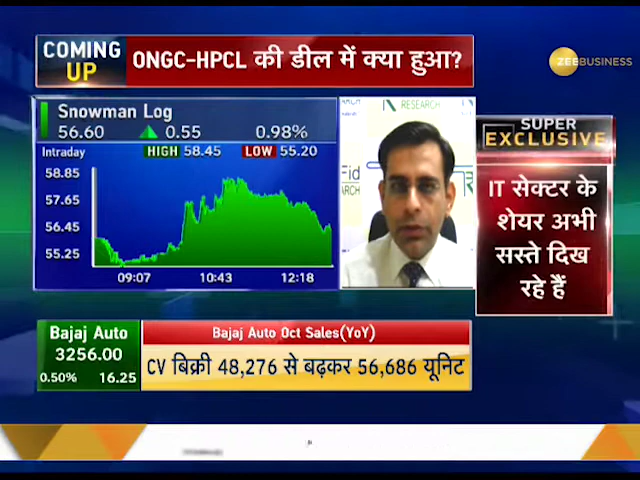 COMING
UP
ONGC-HPCL की डील में क्या हुआ?
ZEEBUSINESS
Snowman Log
56.60 0.55 0.98%
Intraday HIGH 58.45 LOW 55.20
58.85
57.65
56.45
55.25
09:07 10:43 12:18
RESEARCH
SUPER
EXCLUSIVE
IT सेक्टर के
शेयर अभी
सस्ते दिख
रहे हैं
Bajaj Auto
3256.00
0.50% 16.25
Bajaj Auto Oct Sales(YoY)
CV बिक्री 48,276 से बढ़कर 56,686 यूनिट